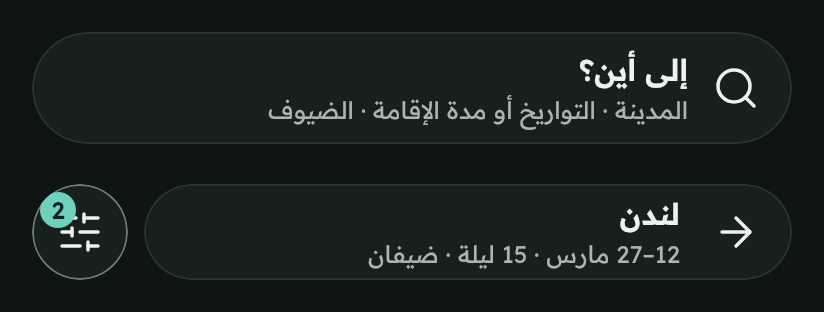 إلى أين؟
المدينة · التواريخ أو مدة الإقامة · الضيوف
لندن
12–27 مارس · 15 ليلة · ضيفان
2